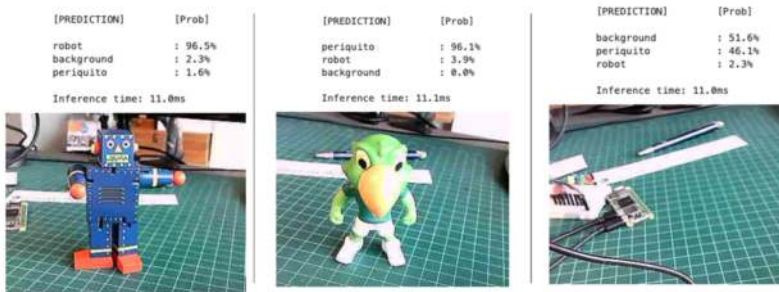 [PREDICTION] [Prob]
robot : 96.5%
background : 2.3%
periquito : 1.6%
Inference time: 11.0ms
[PREDICTION] [Prob]
periquito : 96.1%
robot : 3.9%
background : 0.0%
Inference time: 11.1ms
[PREDICTION] [Prob]
background : 51.6%
periquito : 46.1%
robot : 2.3%
Inference time: 11.0ms